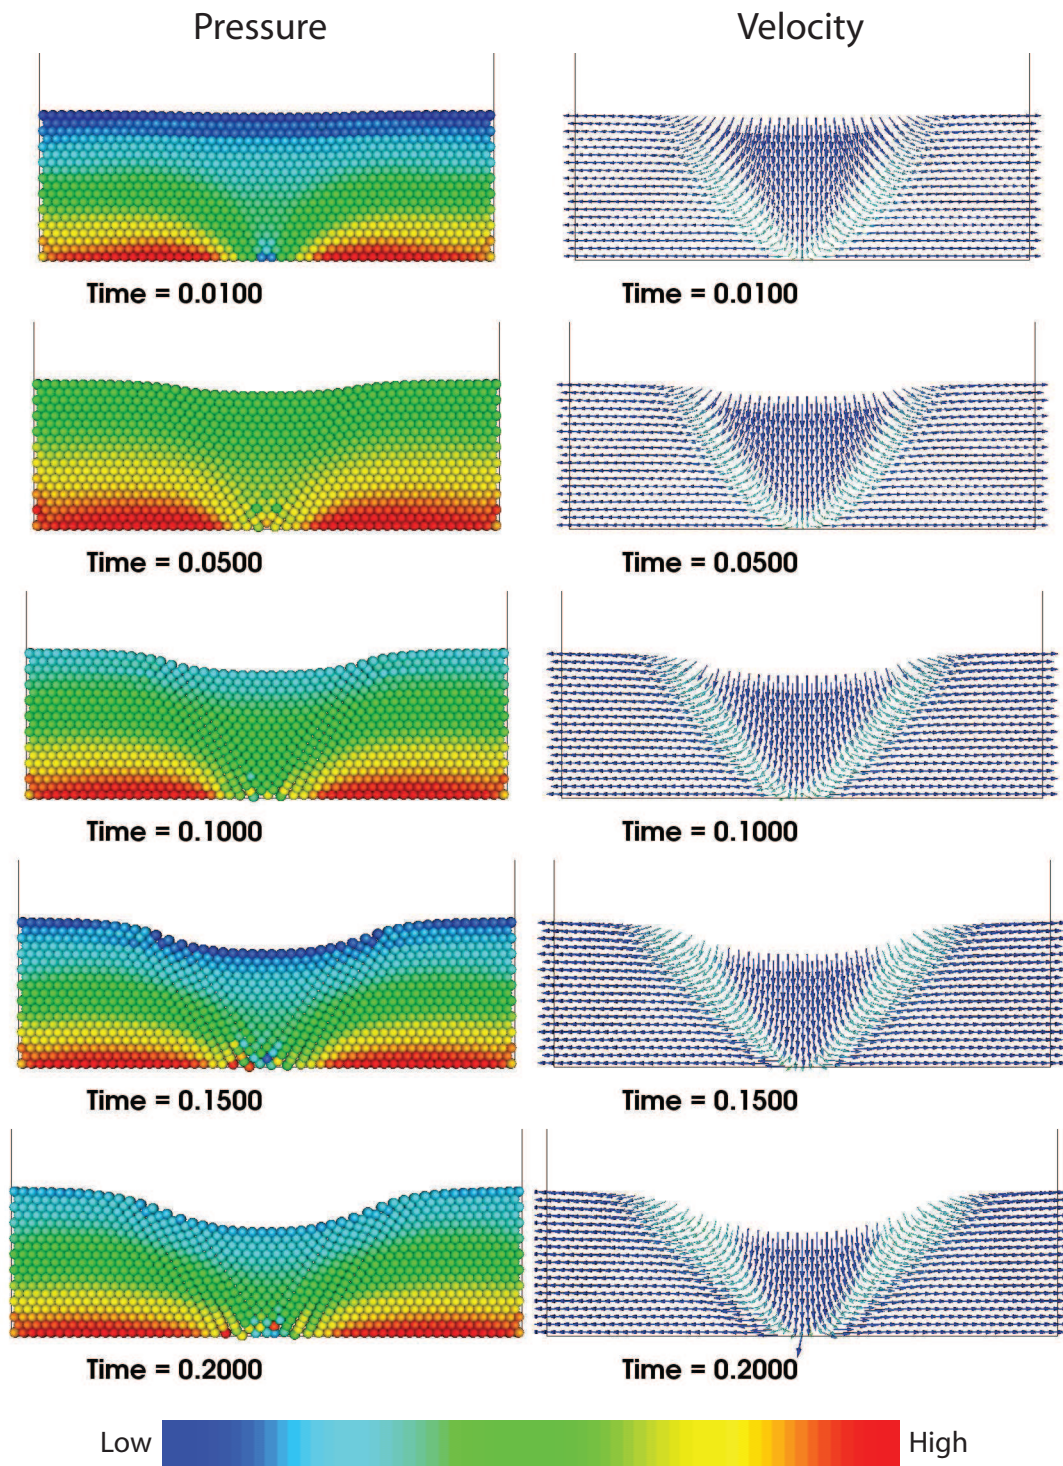 Pressure Velocity
Time = 0.0100 Time = 0.0100
Time = 0.0500 Time = 0.0500
Time = 0.1000 Time = 0.1000
Time = 0.1500 Time = 0.1500
Time = 0.2000 Time = 0.2000
Low High